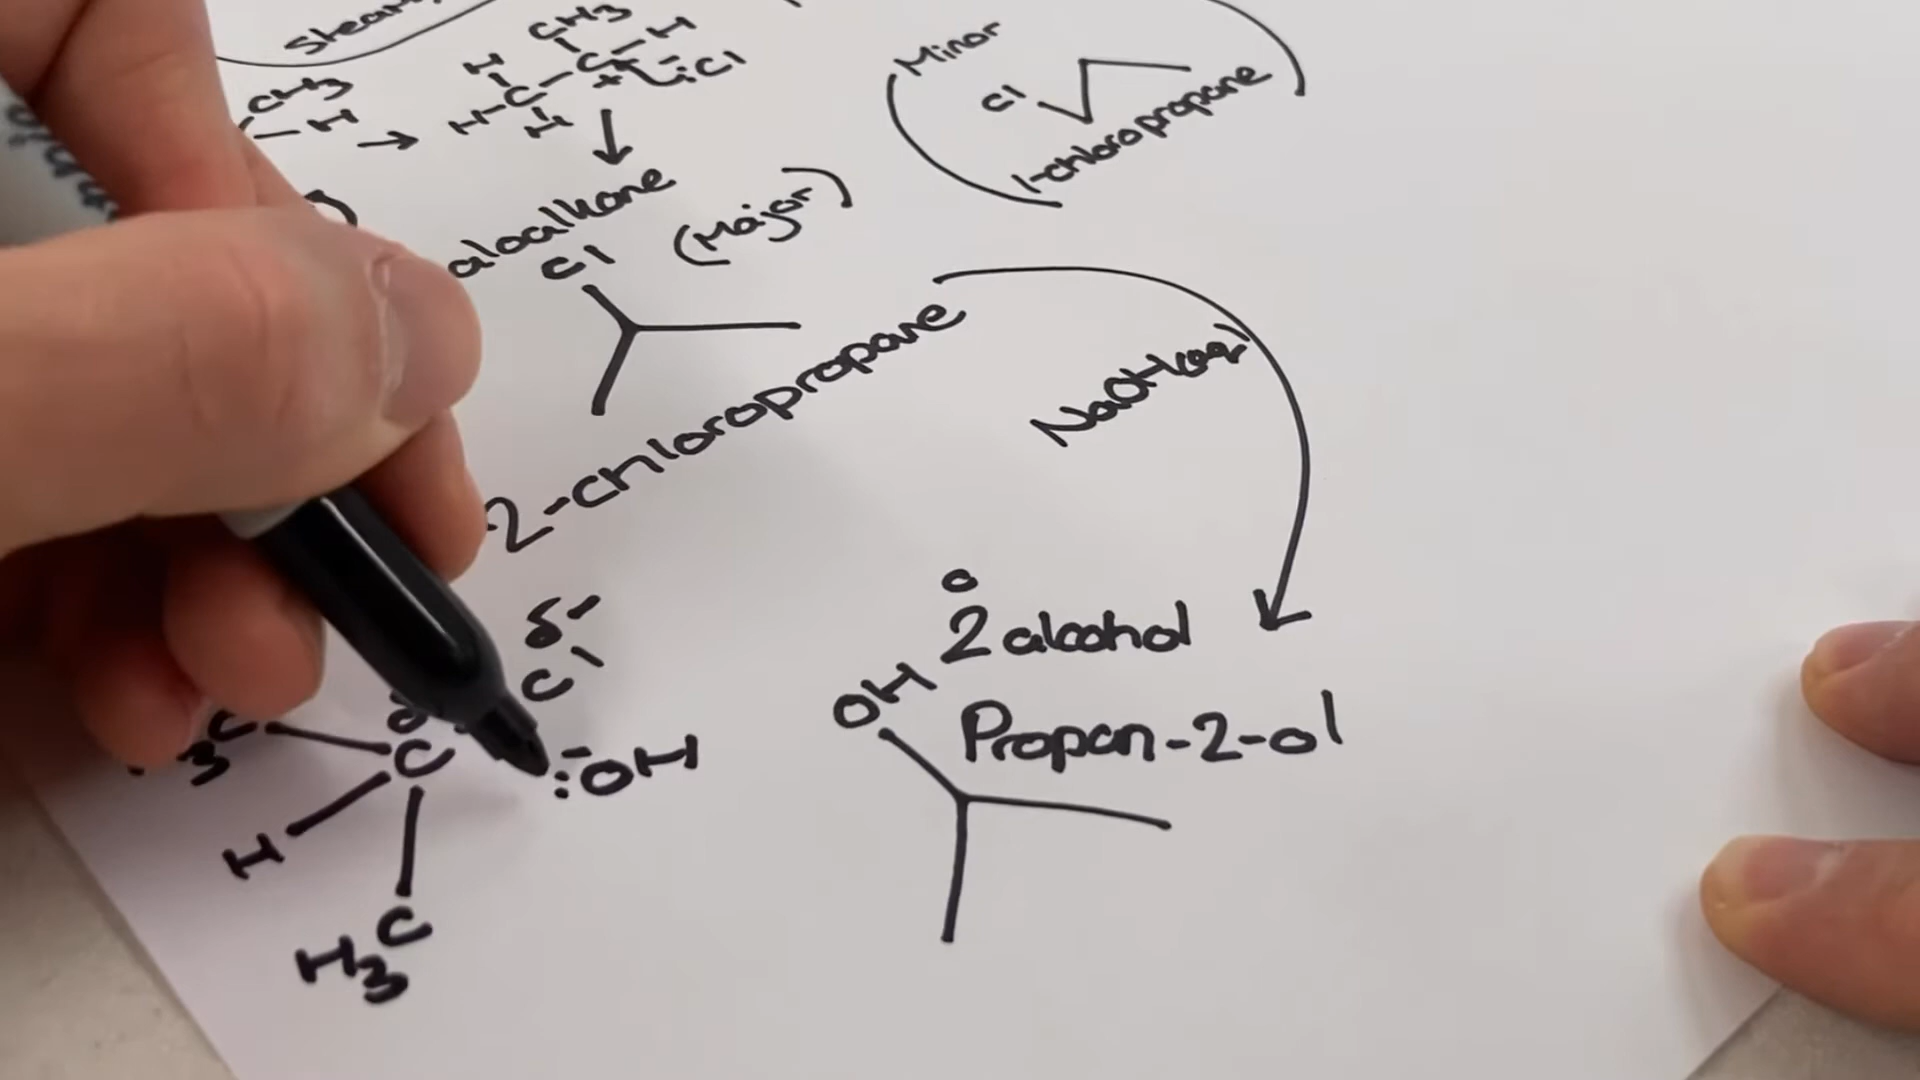 CH3
CH3 H
H C
C + :Cl
H H
H
→
Minor
Cl
1-chloropropane
(Major)
Cl
2-chloropropane
NaOH(aq)
δ-
Cl
C
:OH
-
H
H3C
2° alcohol
OH
Propan-2-ol